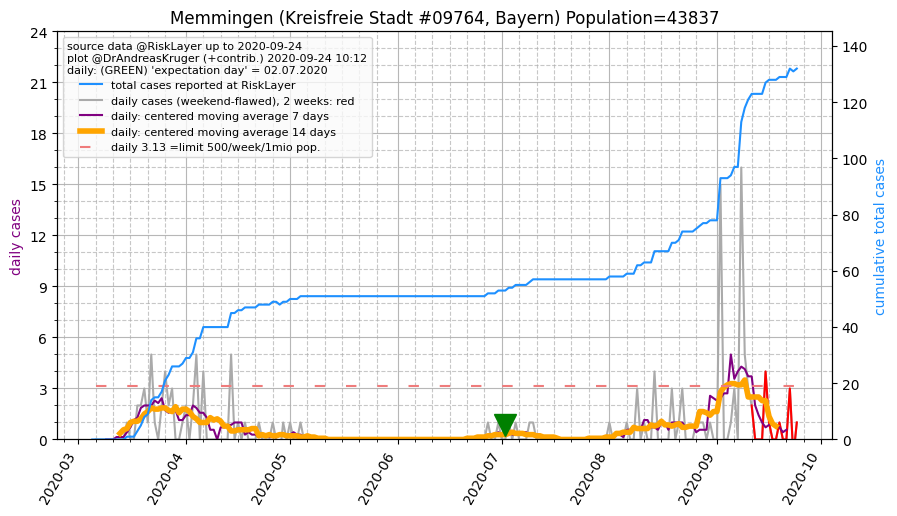 Memmingen (Kreisfreie Stadt #09764, Bayern) Population=43837
source data @RiskLayer up to 2020-09-24
plot @DrAndreasKruger (+contrib.) 2020-09-24 10:12
daily: (GREEN) 'expectation day' = 02.07.2020
total cases reported at RiskLayer
daily cases (weekend-flawed), 2 weeks: red
daily: centered moving average 7 days
daily: centered moving average 14 days
daily 3.13 =limit 500/week/1mio pop.
daily cases
24
21
18
15
12
9
6
3
0
140
120
100
80
60
40
20
0
cumulative total cases
2020-03
2020-04
2020-05
2020-06
2020-07
2020-08
2020-09
2020-10